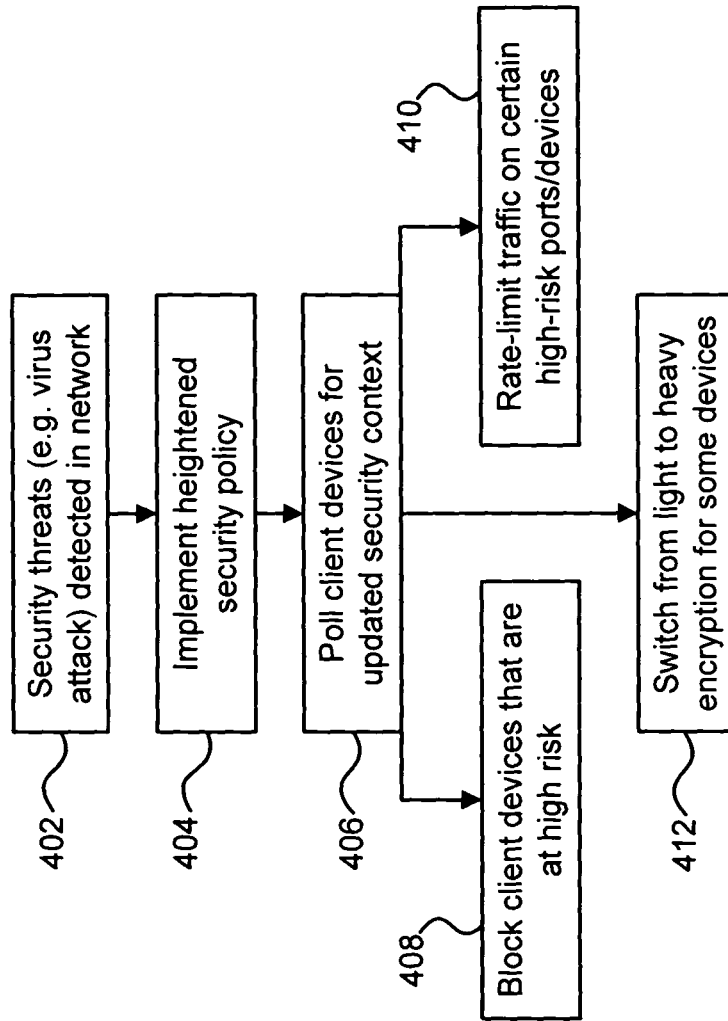 402
Security threats (e.g. virus
attack) detected in network
404
Implement heightened
security policy
406
Poll client devices for
updated security context
408
Block client devices that are
at high risk
410
Rate-limit traffic on certain
high-risk ports/devices
412
Switch from light to heavy
encryption for some devices